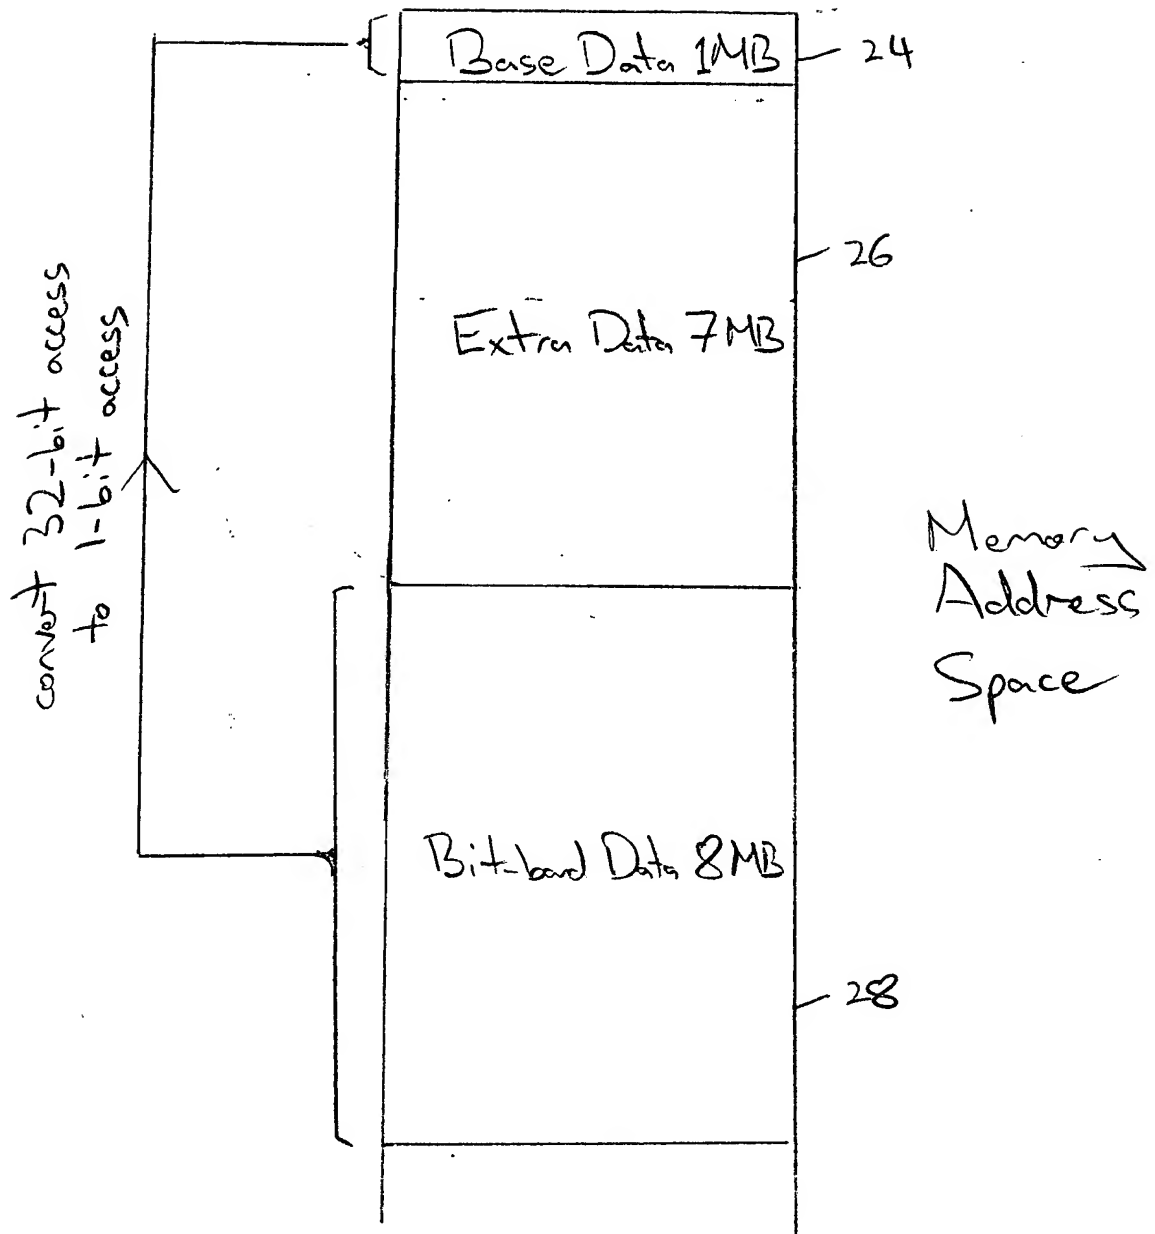 Base Data 1MB
24
26
Extra Data 7MB
convert 32-bit access
to 1-bit access
Memory
Address
Space
Bit-band Data 8MB
28